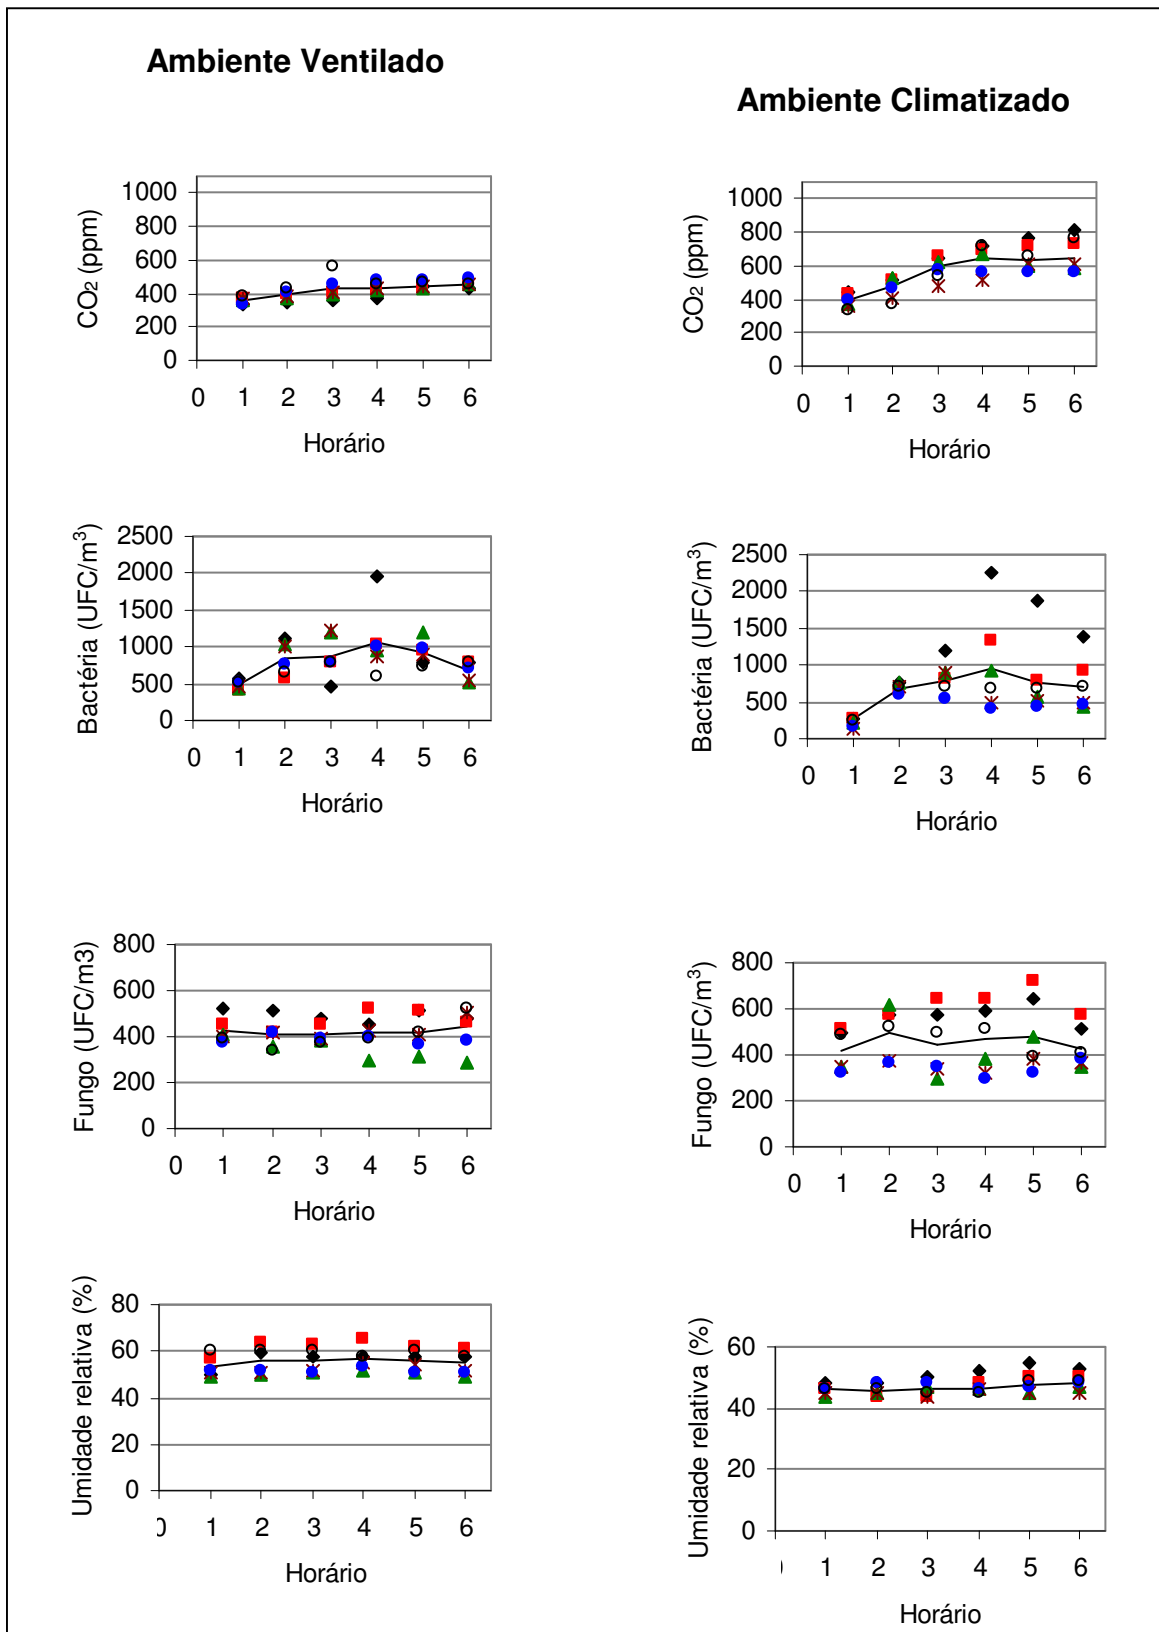 Ambiente Ventilado
Ambiente Climatizado
CO2 (ppm)
1000
800
600
400
200
0
0 1 2 3 4 5 6
Horário
CO2 (ppm)
1000
800
600
400
200
0
0 1 2 3 4 5 6
Horário
Bactéria (UFC/m3)
2500
2000
1500
1000
500
0
0 1 2 3 4 5 6
Horário
Bactéria (UFC/m³)
2500
2000
1500
1000
500
0
0 1 2 3 4 5 6
Horário
Fungo (UFC/m3)
800
600
400
200
0
0 1 2 3 4 5 6
Horário
Fungo (UFC/m³)
800
600
400
200
0
0 1 2 3 4 5 6
Horário
Umidade relativa (%)
80
60
40
20
0
0 1 2 3 4 5 6
Horário
Umidade relativa (%)
60
40
20
0
1 2 3 4 5 6
Horário